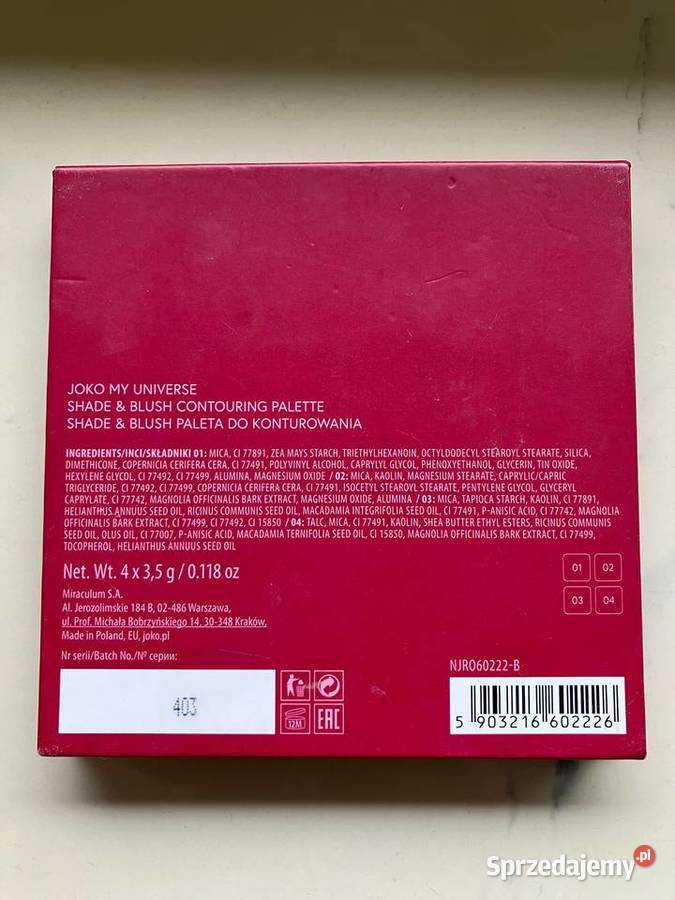 JOKO MY UNIVERSE
SHADE & BLUSH CONTOURING PALETTE
SHADE & BLUSH PALETA DO KONTUROWANIA
INGREDIENTS/INCI/SKŁADNIKI 01: MICA, CI 77891, ZEA MAYS STARCH, TRIETHYLHEXANOIN, OCTYLDODECYL STEAROYL STEARATE, SILICA,
DIMETHICONE, COPERNICIA CERIFERA CERA, CI 77491, POLYVINYL ALCOHOL, CAPRYLYL GLYCOL, PHENOXYETHANOL, GLYCERIN, TIN OXIDE,
HEXYLENE GLYCOL, CI 77492, CI 77499, ALUMINA, MAGNESIUM OXIDE / 02: MICA, KAOLIN, MAGNESIUM STEARATE, CAPRYLIC/CAPRIC
TRIGLYCERIDE, CI 77492, CI 77499, COPERNICIA CERIFERA CERA, CI 77491, ISOCETYL STEAROYL STEARATE, PENTYLENE GLYCOL, GLYCERYL
CAPRYLATE, CI 77742, MAGNOLIA OFFICINALIS BARK EXTRACT, MAGNESIUM OXIDE, ALUMINA / 03: MICA, TAPIOCA STARCH, KAOLIN, CI 77891,
HELIANTHUS ANNUUS SEED OIL, RICINUS COMMUNIS SEED OIL, MACADAMIA INTEGRIFOLIA SEED OIL, CI 77491, P-ANISIC ACID, CI 77742, MAGNOLIA
OFFICINALIS BARK EXTRACT, CI 77499, CI 77492, CI 15850 / 04: TALC, MICA, CI 77491, KAOLIN, SHEA BUTTER ETHYL ESTERS, RICINUS COMMUNIS
SEED OIL, OLUS OIL, CI 77007, P-ANISIC ACID, MACADAMIA TERNIFOLIA SEED OIL, CI 15850, MAGNOLIA OFFICINALIS BARK EXTRACT, CI 77499,
TOCOPHEROL, HELIANTHUS ANNUUS SEED OIL
Net. Wt. 4 x 3,5 g / 0.118 oz
01 02
03 04
Miraculum S.A.
Al. Jerozolimskie 184 B, 02-486 Warszawa,
ul. Prof. Michała Bobrzyńskiego 14, 30-348 Kraków,
Made in Poland, EU, joko.pl
Nr serii/Batch No./№ серии:
403
12M
EAC
NJRO60222-B
5 903216 602226
Sprzedajemy.pl